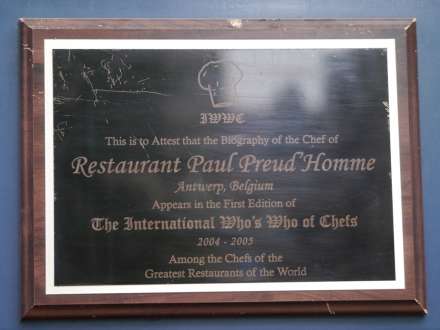 IWWC
This is to Attest that the Biography of the Chef of
Restaurant Paul Preud'Homme
Antwerp, Belgium
Appears in the First Edition of
The International Who's Who of Chefs
2004 - 2005
Among the Chefs of the
Greatest Restaurants of the World